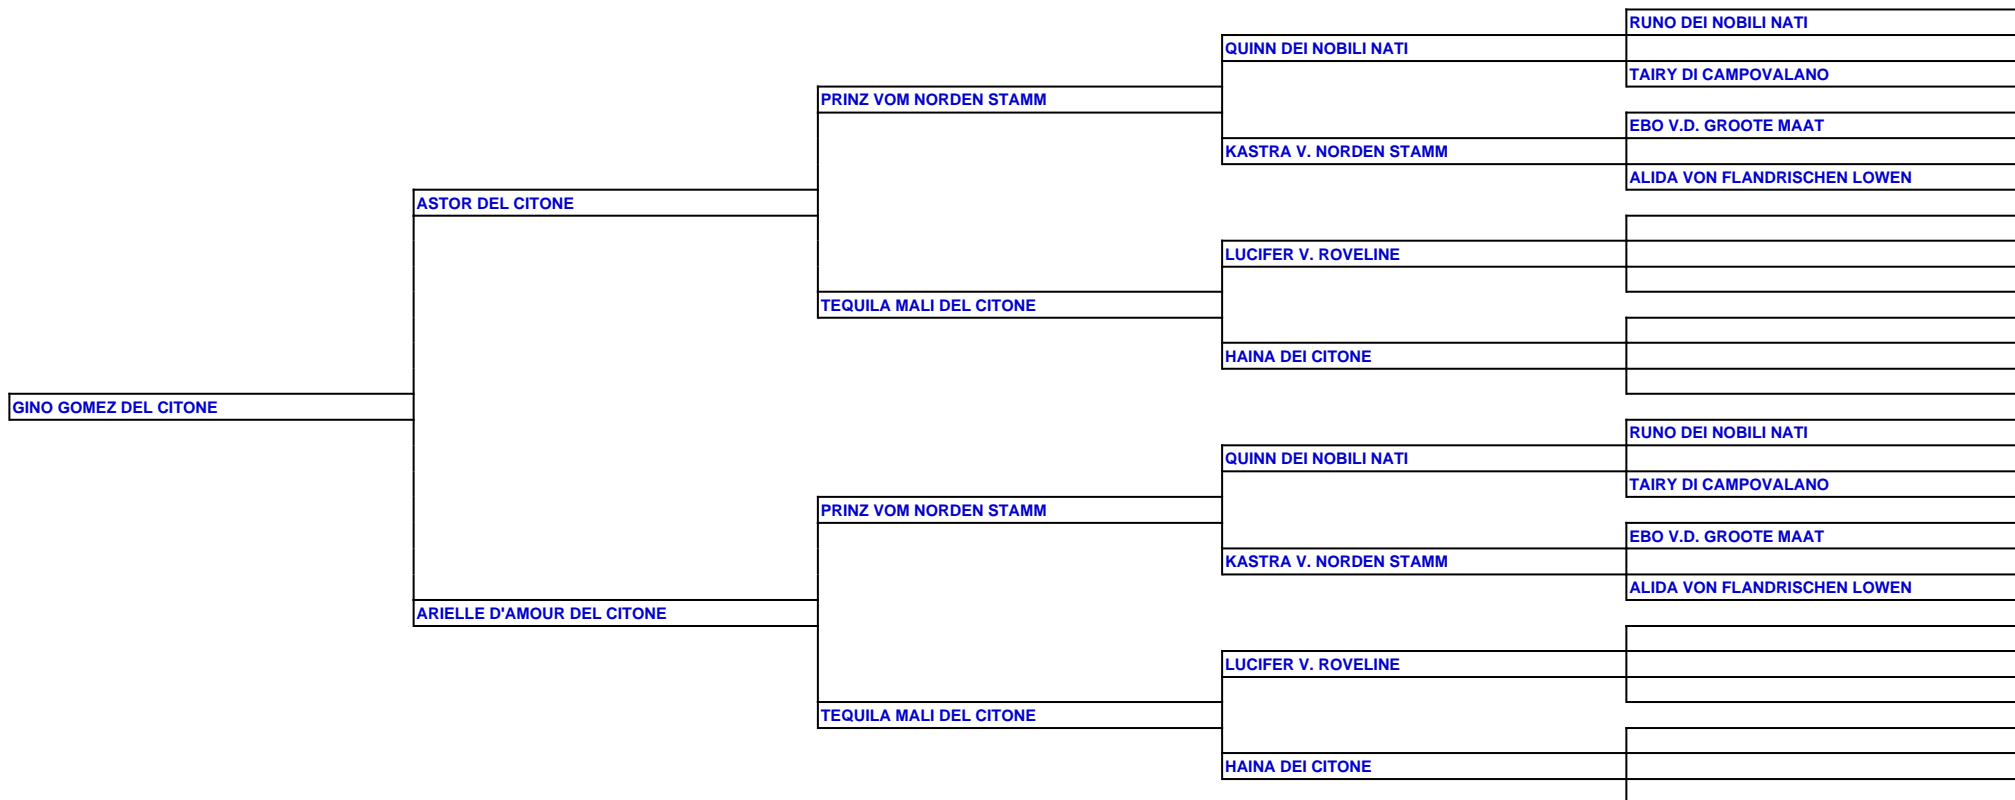 RUNO DEI NOBILI NATI
QUINN DEI NOBILI NATI
TAIRY DI CAMPOVALANO
PRINZ VOM NORDEN STAMM
EBO V.D. GROOTE MAAT
KASTRA V. NORDEN STAMM
ALIDA VON FLANDRISCHEN LOWEN
ASTOR DEL CITONE
LUCIFER V. ROVELINE
TEQUILA MALI DEL CITONE
HAINA DEI CITONE
GINO GOMEZ DEL CITONE
RUNO DEI NOBILI NATI
QUINN DEI NOBILI NATI
TAIRY DI CAMPOVALANO
PRINZ VOM NORDEN STAMM
EBO V.D. GROOTE MAAT
KASTRA V. NORDEN STAMM
ALIDA VON FLANDRISCHEN LOWEN
ARIELLE D'AMOUR DEL CITONE
LUCIFER V. ROVELINE
TEQUILA MALI DEL CITONE
HAINA DEI CITONE